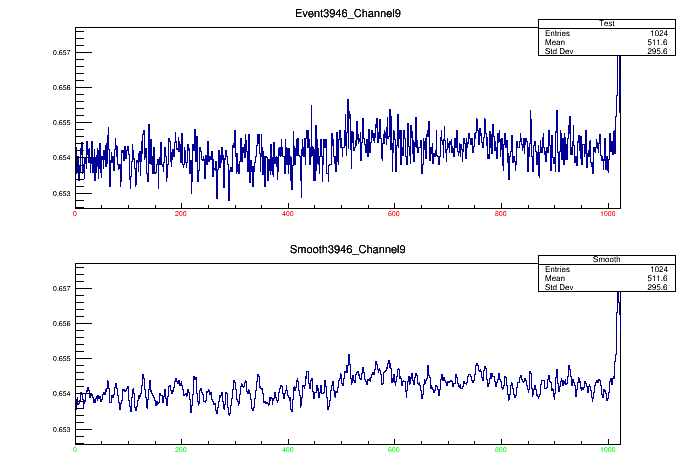 Event3946_Channel9
Test
Entries 1024
Mean 511.6
Std Dev 295.6
0.657
0.656
0.655
0.654
0.653
0 200 400 600 800 1000
Smooth3946_Channel9
Smooth
Entries 1024
Mean 511.6
Std Dev 295.6
0.657
0.656
0.655
0.654
0.653
0 200 400 600 800 1000